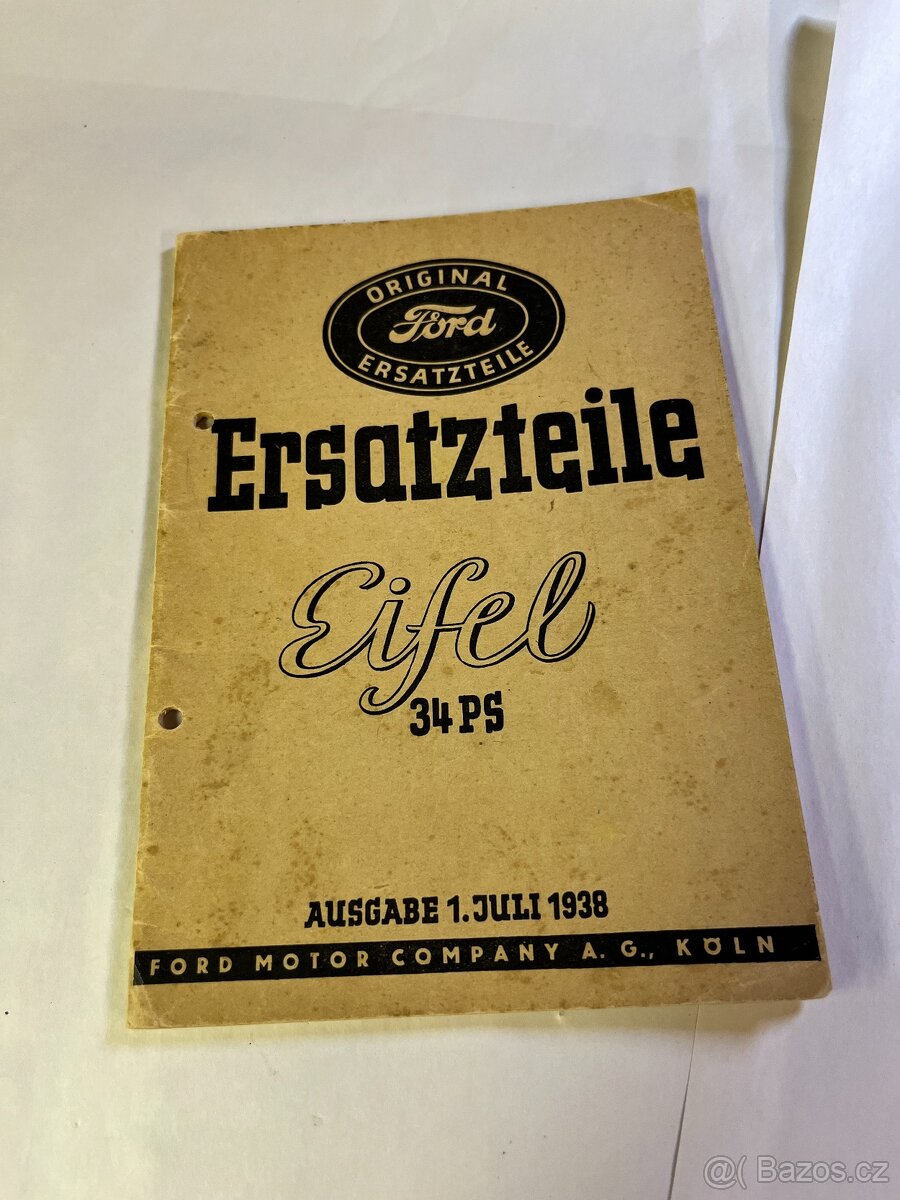 ORIGINAL
Ford
ERSATZTEILE
Ersatzteile
Eifel
34 PS
AUSGABE 1. JULI 1938
FORD MOTOR COMPANY A. G., KÖLN
@( Bazos.cz